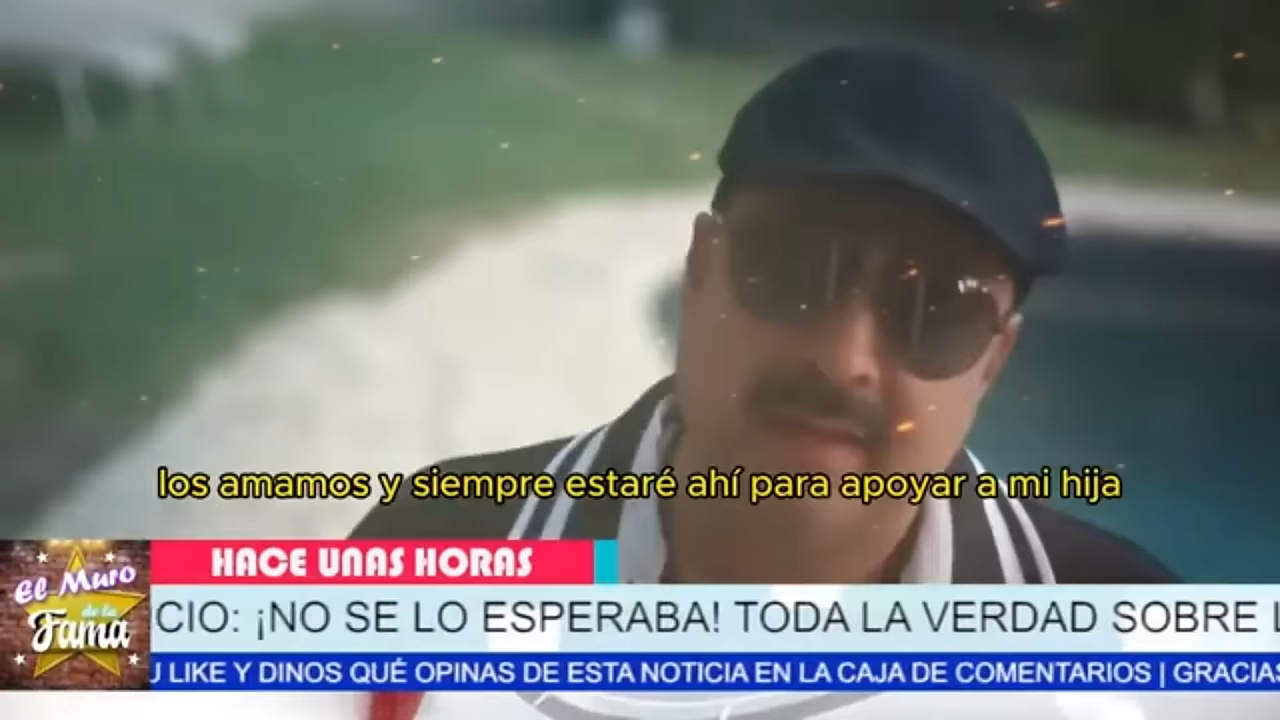 los amamos y siempre estaré ahí para apoyar a mi hija
HACE UNAS HORAS
El Muro
de la
Fama
CIO: ¡NO SE LO ESPERABA! TODA LA VERDAD SOBRE L
J LIKE Y DINOS QUÉ OPINAS DE ESTA NOTICIA EN LA CAJA DE COMENTARIOS | GRACIAS